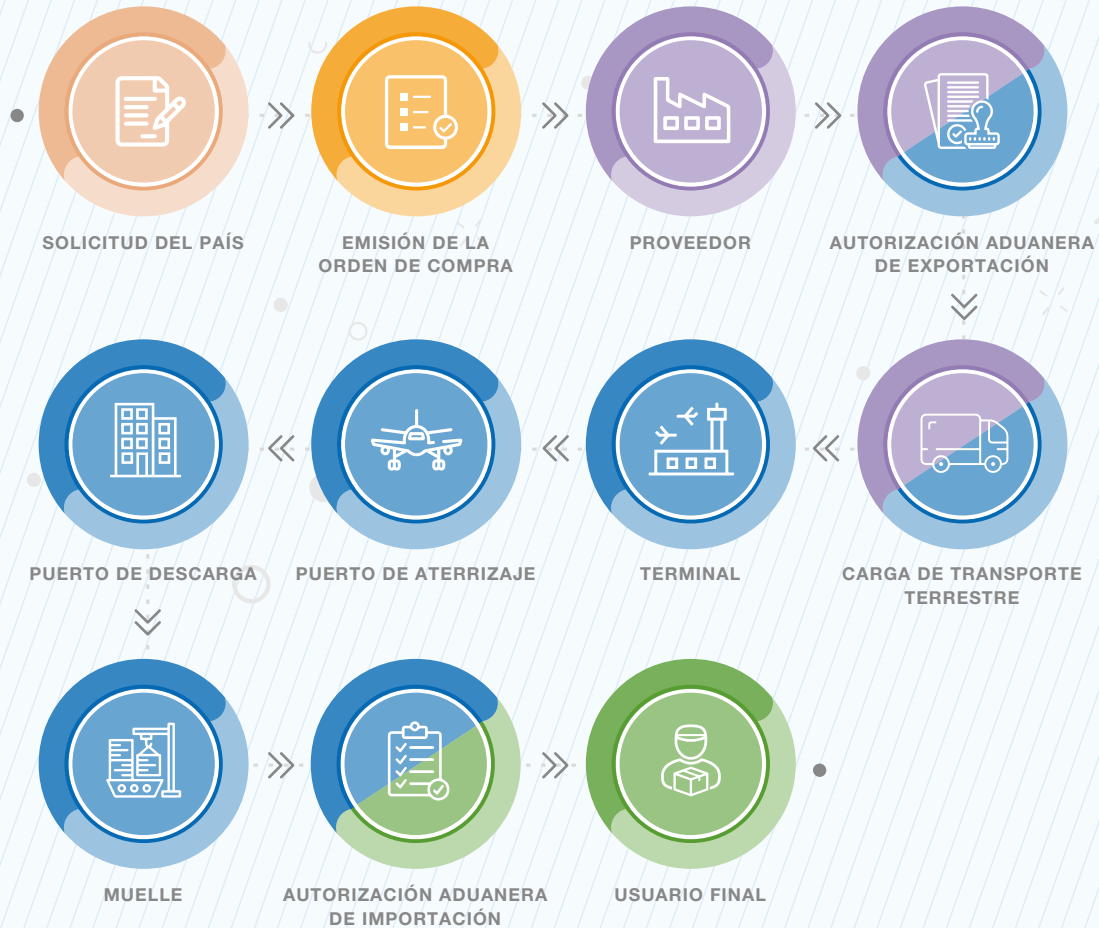 SOLICITUD DEL PAÍS
EMISIÓN DE LA
ORDEN DE COMPRA
PROVEEDOR
AUTORIZACIÓN ADUANERA
DE EXPORTACIÓN
PUERTO DE DESCARGA
PUERTO DE ATERRIZAJE
TERMINAL
CARGA DE TRANSPORTE
TERRESTRE
MUELLE
AUTORIZACIÓN ADUANERA
DE IMPORTACIÓN
USUARIO FINAL